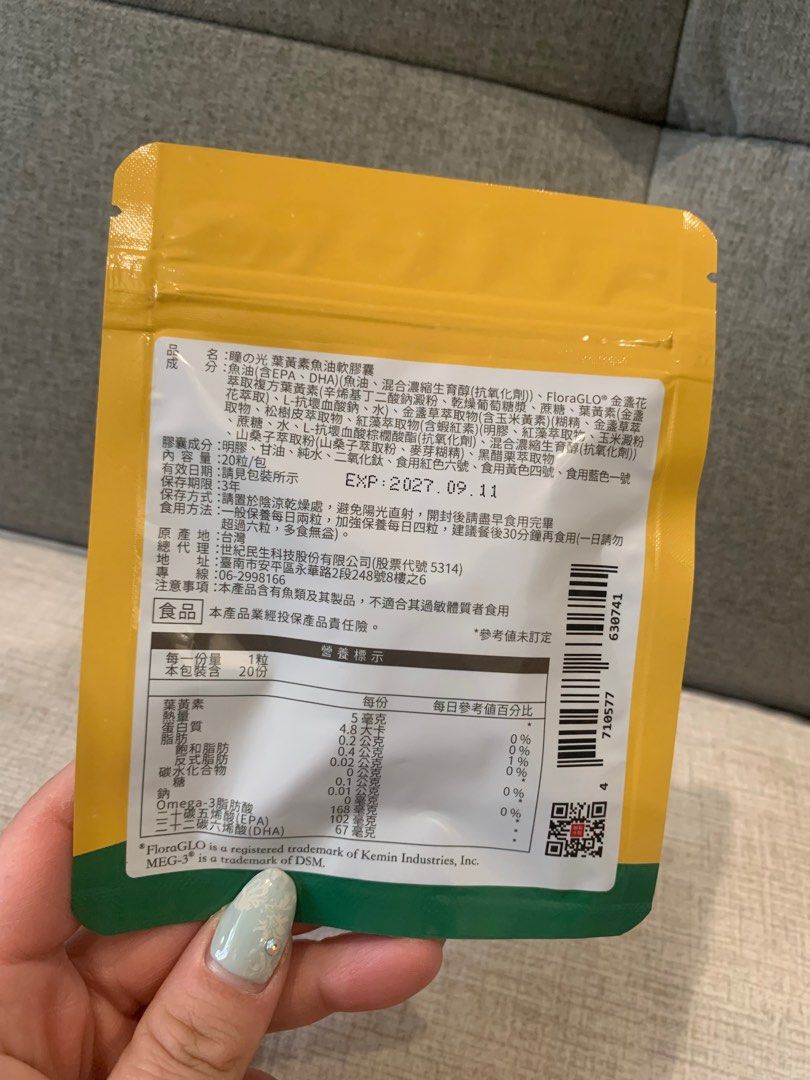 品名:瞳の光 葉黃素魚油軟膠囊
成分:魚油(含EPA、DHA)(魚油、混合濃縮生育醇(抗氧化劑))、FloraGLO® 金盞花
萃取複方葉黃素(辛烯基丁二酸鈉澱粉、乾燥葡萄糖漿、蔗糖、葉黃素(金盞
花萃取)、L-抗壞血酸鈉、水)、金盞草萃取物(含玉米黃素)(糊精、金盞草萃
取物、松樹皮萃取物、紅藻萃取物(含蝦紅素)(明膠、紅藻萃取物、玉米澱粉
、蔗糖、水、L-抗壞血酸棕櫚酸酯(抗氧化劑)、混合濃縮生育醇(抗氧化劑))
、山桑子萃取粉(山桑子萃取物、麥芽糊精)、黑醋栗萃取物
膠囊成分:明膠、甘油、純水、二氧化鈦、食用紅色六號、食用黃色四號、食用藍色一號
內容量:20粒/包
有效日期:請見包裝所示 EXP:2027.09.11
保存期限:3年
保存方式:請置於陰涼乾燥處,避免陽光直射,開封後請盡早食用完畢
食用方法:一般保養每日兩粒,加強保養每日四粒,建議餐後30分鐘再食用(一日請勿
超過六粒,多食無益)。
原產地:台灣
總代理:世紀民生科技股份有限公司(股票代號 5314)
地址:臺南市安平區永華路2段248號8樓之6
專線:06-2998166
注意事項:本產品含有魚類及其製品,不適合其過敏體質者食用
食品 本產品業經投保產品責任險。
*參考值未訂定
營養標示
每一份量 1粒
本包裝含 20份
每份 每日參考值百分比
葉黃素 5 毫克 *
熱量 4.8 大卡 0%
蛋白質 0.2 公克 0%
脂肪 0.4 公克 1%
飽和脂肪 0.02 公克 0%
反式脂肪 0 公克 *
碳水化合物 0.1 公克 0%
糖 0.01 公克 *
鈉 0 毫克 0%
Omega-3脂肪酸 168 毫克 *
二十碳五烯酸(EPA) 102 毫克 *
二十二碳六烯酸(DHA) 67 毫克 *
®FloraGLO is a registered trademark of Kemin Industries, Inc.
MEG-3® is a trademark of DSM.
4 710577 630741